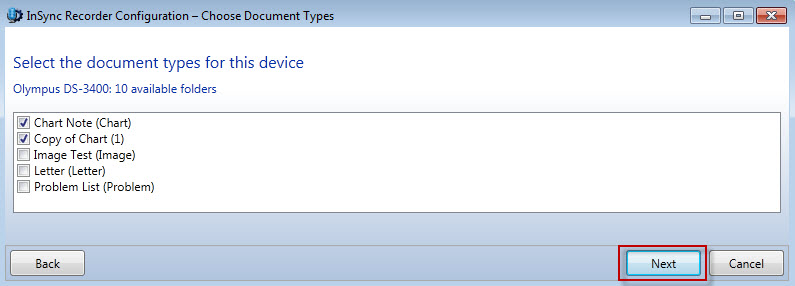 InSync Recorder Configuration – Choose Document Types
Select the document types for this device
Olympus DS-3400: 10 available folders
Chart Note (Chart)
Copy of Chart (1)
Image Test (Image)
Letter (Letter)
Problem List (Problem)
Back Next Cancel